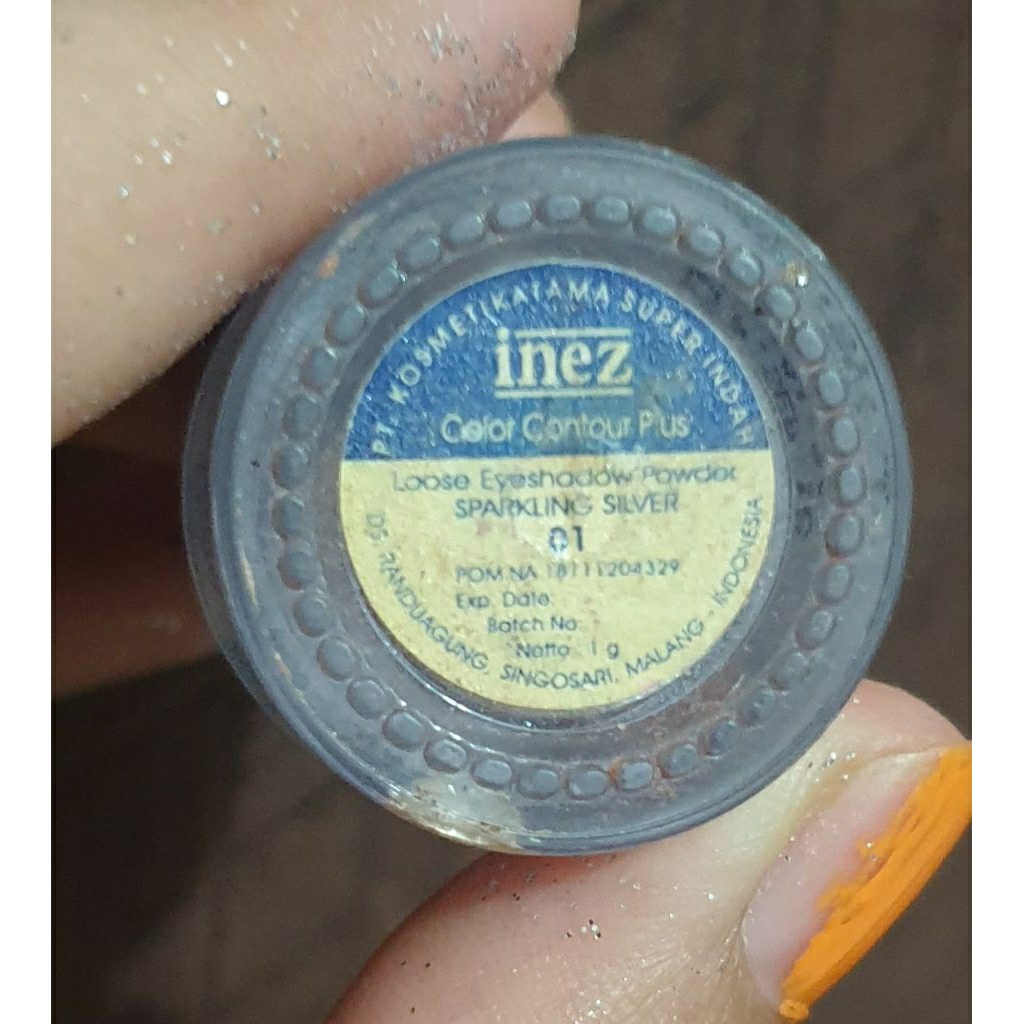 PT. KOSMETIKATAMA SUPER INDAH
inez
Color Contour Plus
Loose Eyeshadow Powder
SPARKLING SILVER
01
POM NA 18111204329
Exp. Date:
Batch No:
Netto : 1 g
DS. RANDUAGUNG, SINGOSARI, MALANG - INDONESIA